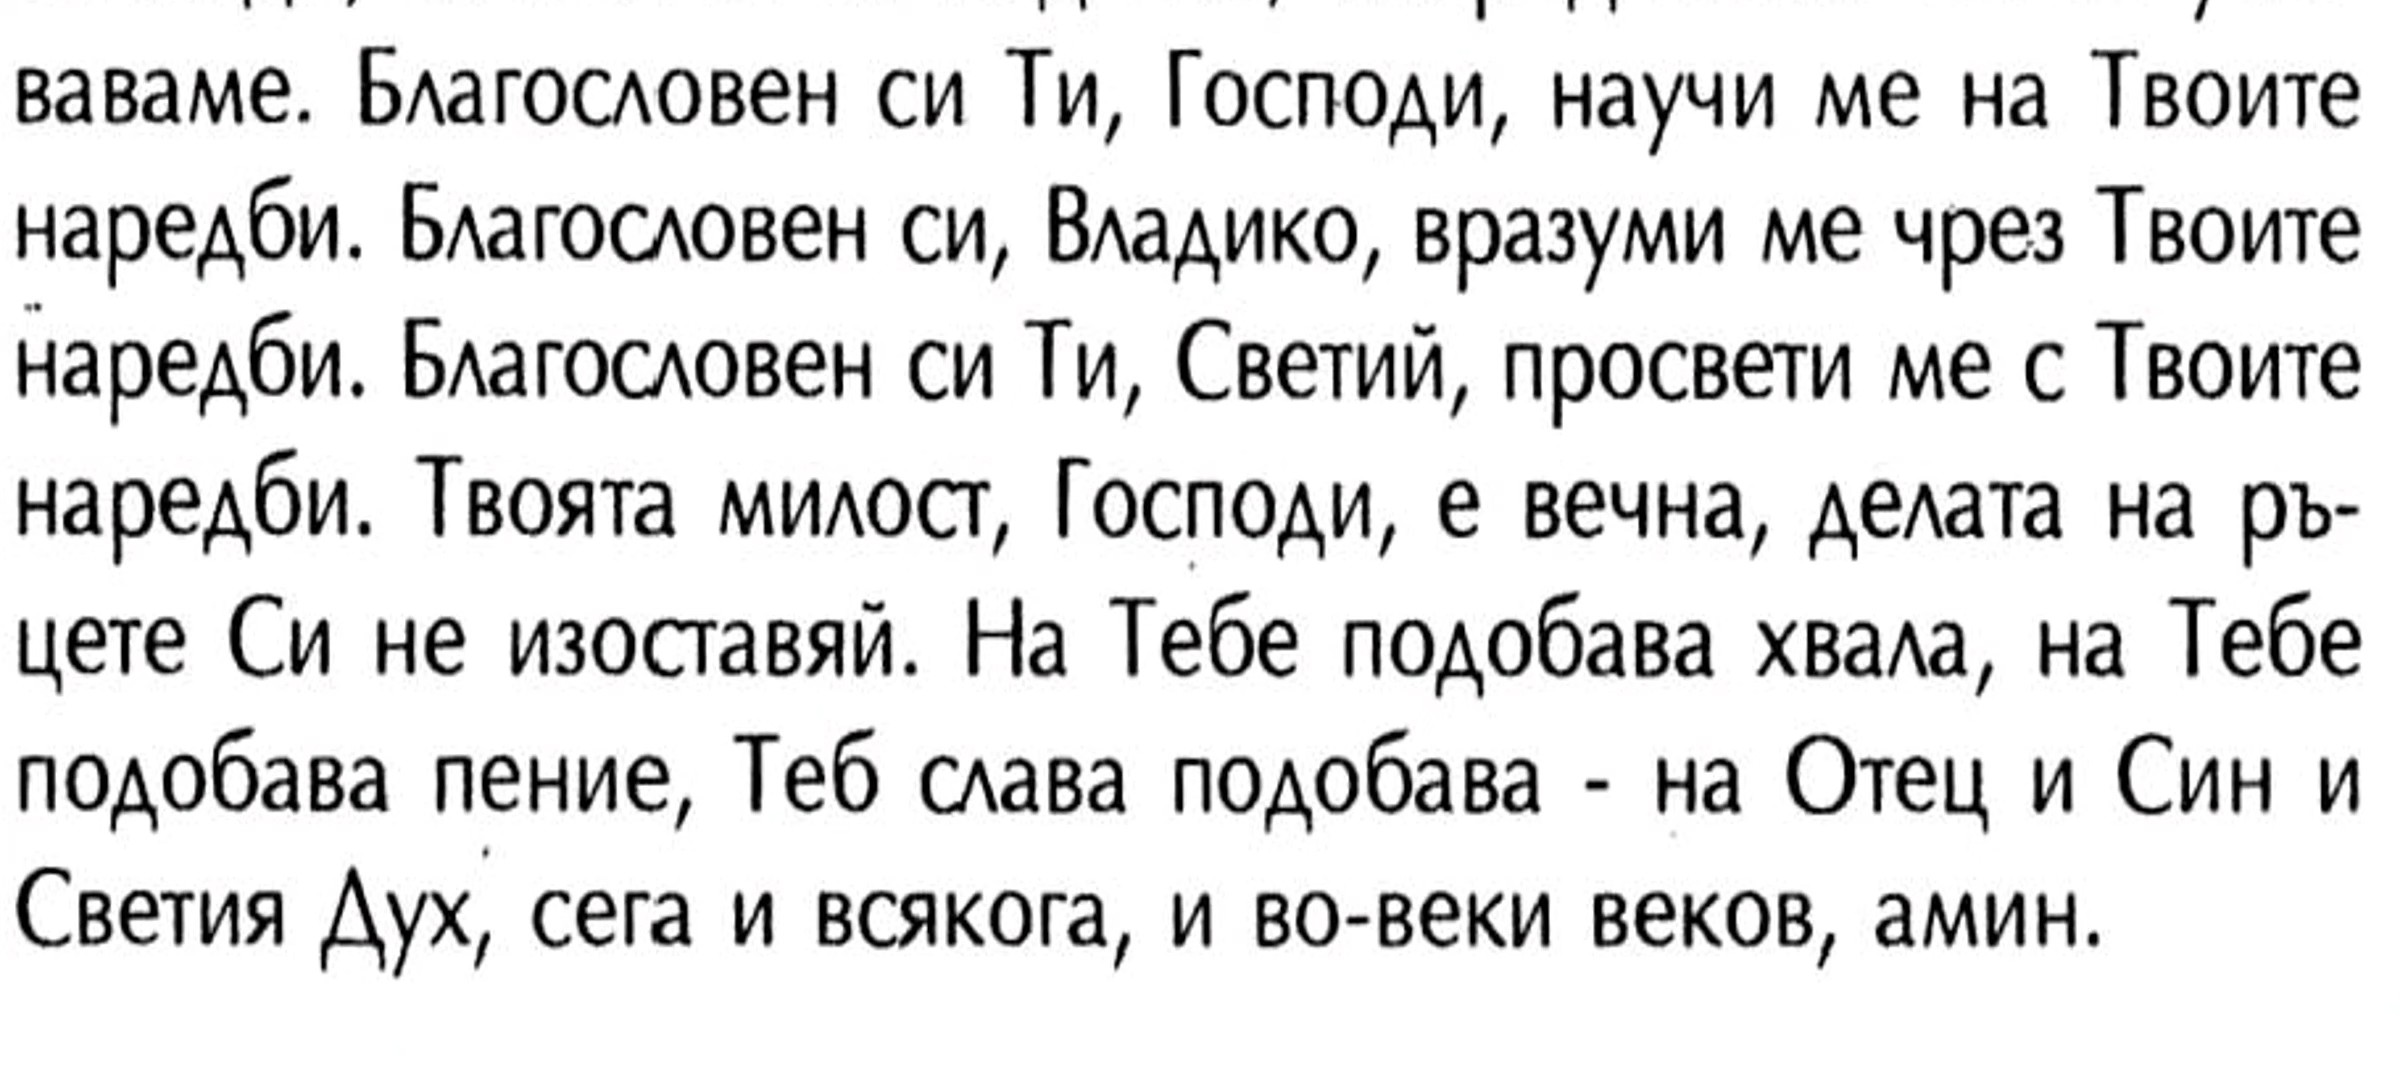 ваваме. Благословен си Ти, Господи, научи ме на Твоите
наредби. Благословен си, Владико, вразуми ме чрез Твоите
наредби. Благословен си Ти, Светий, просвети ме с Твоите
наредби. Твоята милост, Господи, е вечна, делата на ръ-
цете Си не изоставяй. На Тебе подобава хвала, на Тебе
подобава пение, Теб слава подобава - на Отец и Син и
Светия Дух, сега и всякога, и во-веки веков, амин.